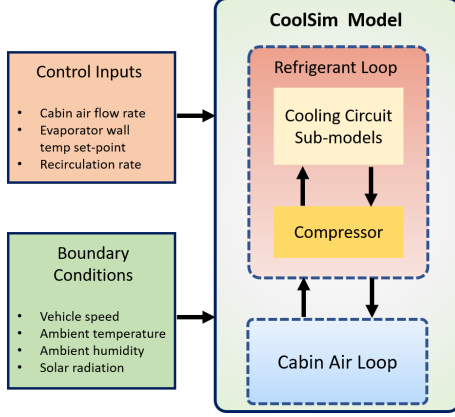 CoolSim Model
Control Inputs
• Cabin air flow rate
• Evaporator wall
temp set-point
• Recirculation rate
Refrigerant Loop
Cooling Circuit
Sub-models
Compressor
Boundary
Conditions
• Vehicle speed
• Ambient temperature
• Ambient humidity
• Solar radiation
Cabin Air Loop